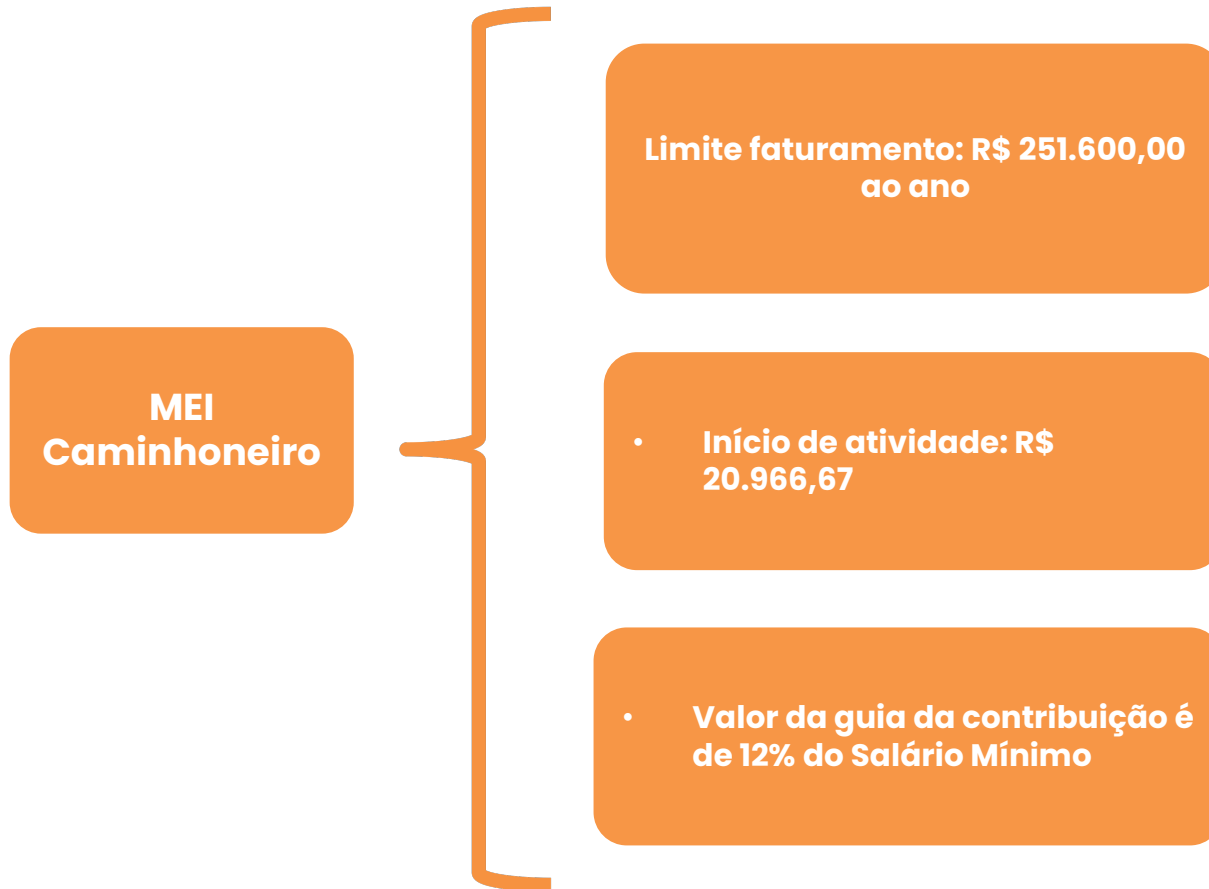 MEI
Caminhoneiro
Limite faturamento: R$ 251.600,00
ao ano
• Início de atividade: R$
20.966,67
• Valor da guia da contribuição é
de 12% do Salário Mínimo